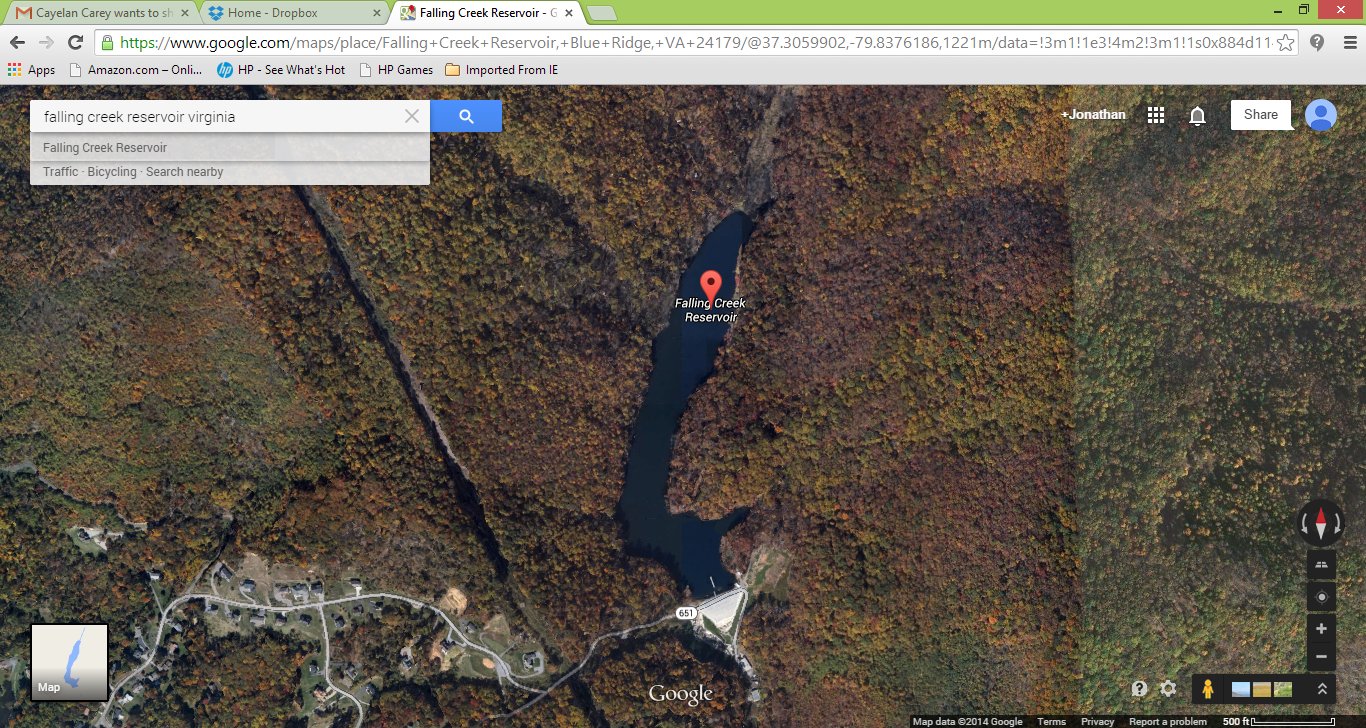 Cayelan Carey wants to sh
Home - Dropbox
Falling Creek Reservoir - G
https://www.google.com/maps/place/Falling+Creek+Reservoir,+Blue+Ridge,+VA+24179/@37.3059902,-79.8376186,1221m/data=!3m1!1e3!4m2!3m1!1s0x884d11
Apps
Amazon.com – Onli...
HP - See What's Hot
HP Games
Imported From IE
falling creek reservoir virginia
Falling Creek Reservoir
Traffic · Bicycling · Search nearby
+Jonathan
Share
Falling Creek
Reservoir
651
Map
Google
Map data ©2014 Google
Terms
Privacy
Report a problem
500 ft